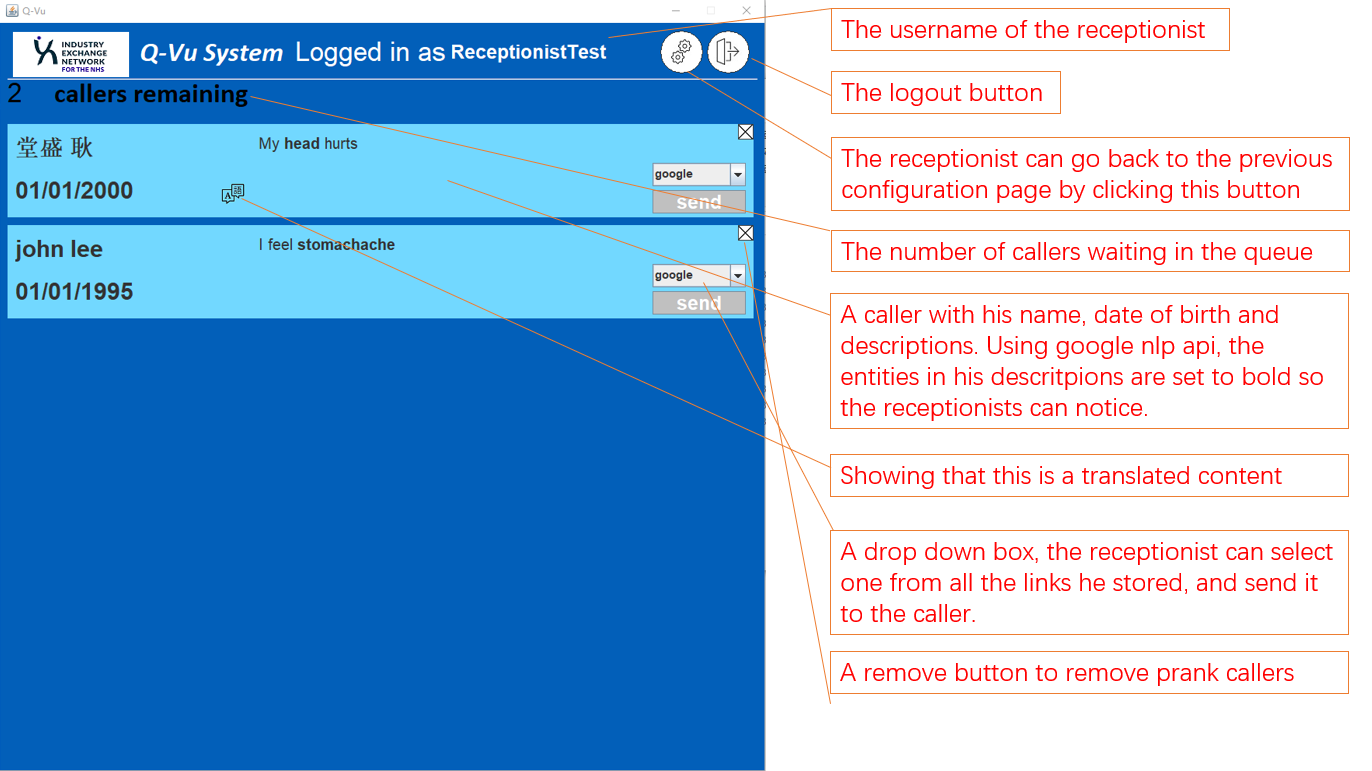 Q-Vu
INDUSTRY
EXCHANGE
NETWORK
FOR THE NHS
Q-Vu System Logged in as ReceptionistTest
2 callers remaining
堂盛 耿
My head hurts
01/01/2000
google
send
john lee
I feel stomachache
01/01/1995
google
send
The username of the receptionist
The logout button
The receptionist can go back to the previous
configuration page by clicking this button
The number of callers waiting in the queue
A caller with his name, date of birth and
descriptions. Using google nlp api, the
entities in his descritpions are set to bold so
the receptionists can notice.
Showing that this is a translated content
A drop down box, the receptionist can select
one from all the links he stored, and send it
to the caller.
A remove button to remove prank callers